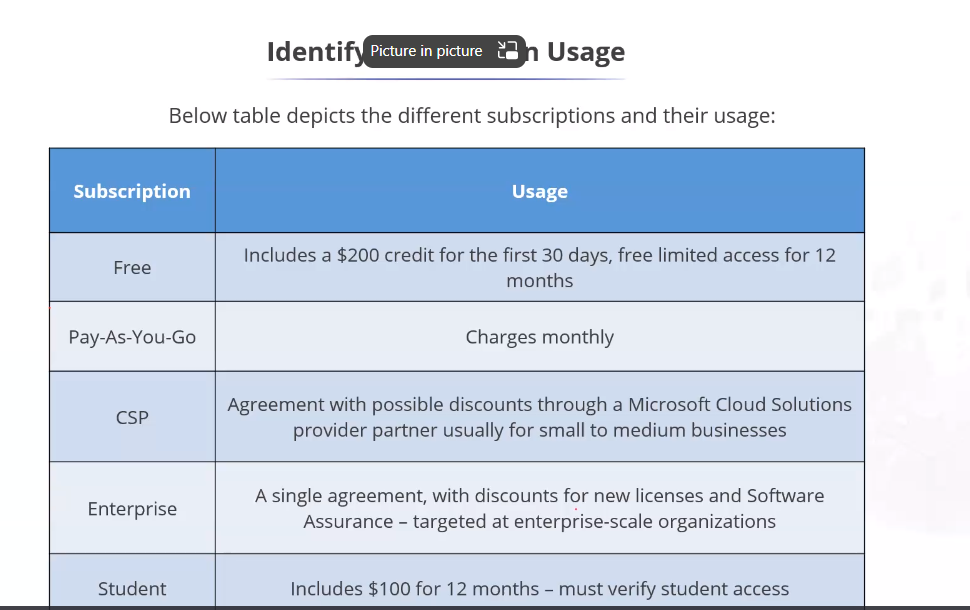 Identify
Picture in picture
n Usage
Below table depicts the different subscriptions and their usage:
Subscription
Usage
Free
Includes a $200 credit for the first 30 days, free limited access for 12
months
Pay-As-You-Go
Charges monthly
CSP
Agreement with possible discounts through a Microsoft Cloud Solutions
provider partner usually for small to medium businesses
Enterprise
A single agreement, with discounts for new licenses and Software
Assurance – targeted at enterprise-scale organizations
Student
Includes $100 for 12 months – must verify student access